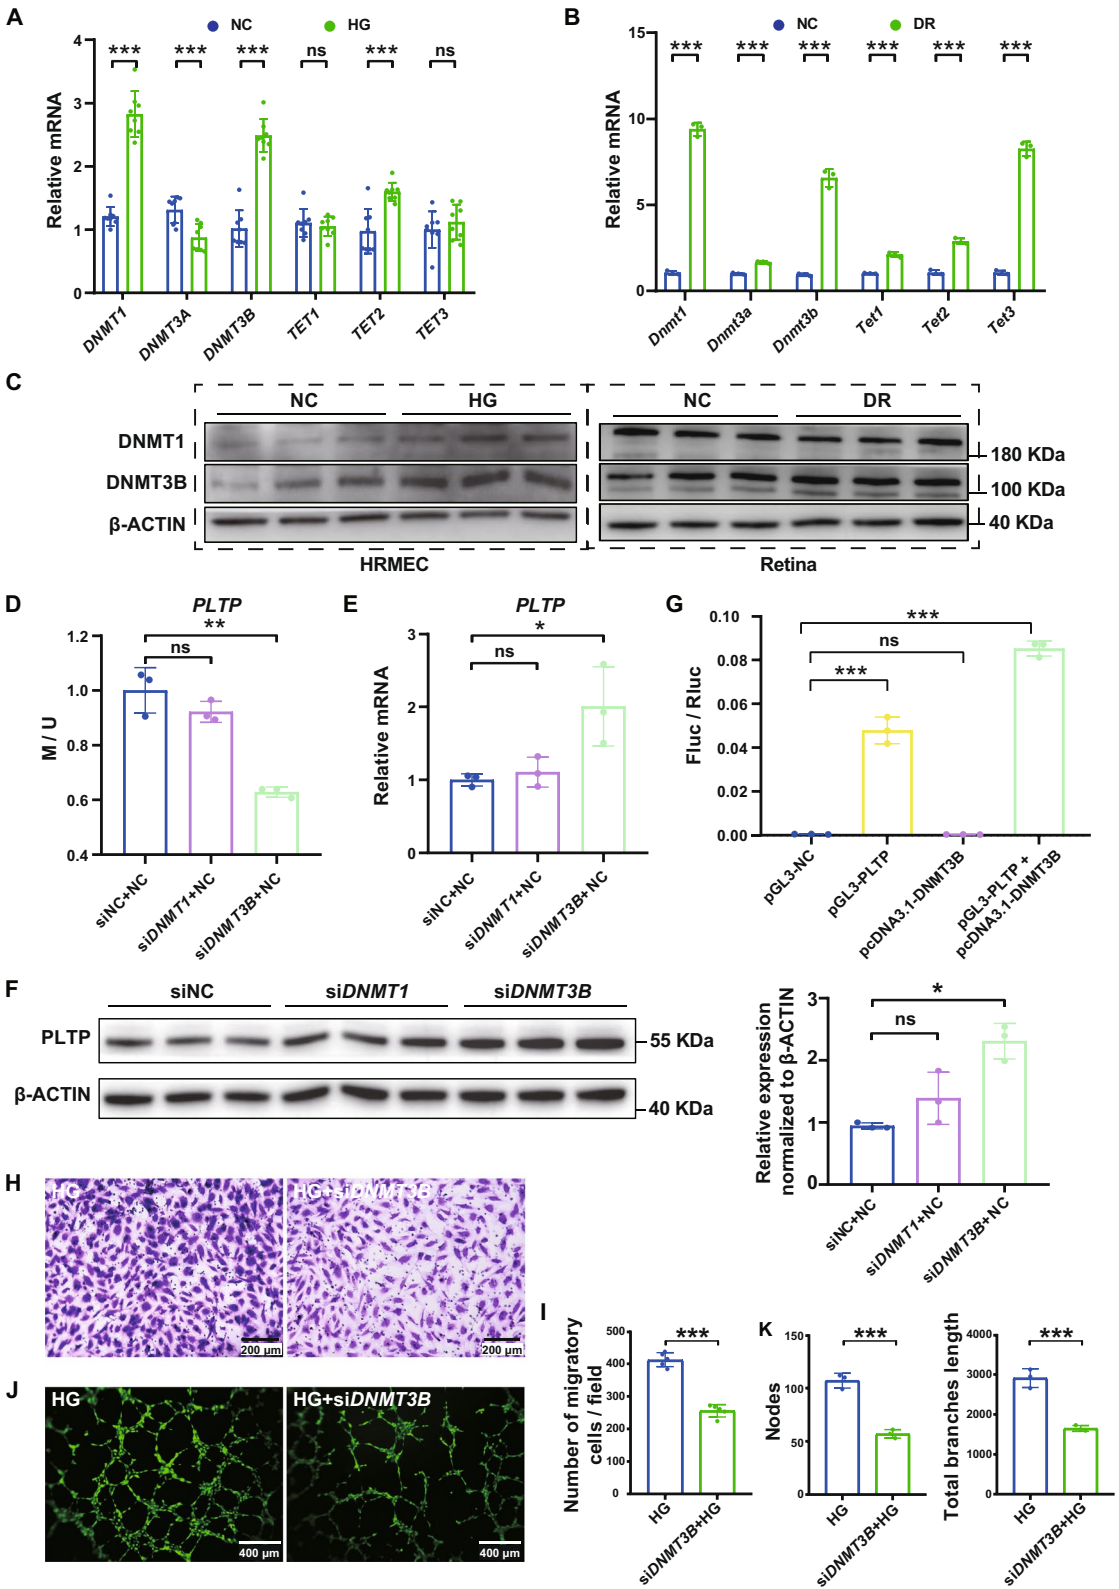 A
NC
HG
Relative mRNA
4
3
2
1
0
***
***
***
ns
***
ns
DNMT1
DNMT3A
DNMT3B
TET1
TET2
TET3
B
NC
DR
Relative mRNA
15
10
5
0
***
***
***
***
***
***
Dnmt1
Dnmt3a
Dnmt3b
Tet1
Tet2
Tet3
C
NC
HG
NC
DR
DNMT1
180 KDa
DNMT3B
100 KDa
β-ACTIN
40 KDa
HRMEC
Retina
D
PLTP
**
ns
M / U
1.2
1.0
0.8
0.6
0.4
siNC+NC
siDNMT1+NC
siDNMT3B+NC
E
PLTP
*
ns
Relative mRNA
3
2
1
0
siNC+NC
siDNMT1+NC
siDNMT3B+NC
G
***
ns
***
Fluc / Rluc
0.10
0.08
0.06
0.04
0.02
0.00
pGL3-NC
pGL3-PLTP
pcDNA3.1-DNMT3B
pGL3-PLTP +
pcDNA3.1-DNMT3B
F
siNC
siDNMT1
siDNMT3B
PLTP
55 KDa
β-ACTIN
40 KDa
Relative expression
normalized to β-ACTIN
3
2
1
0
*
ns
siNC+NC
siDNMT1+NC
siDNMT3B+NC
H
HG
HG+siDNMT3B
200 μm
200 μm
I
Number of migratory
cells / field
500
400
300
200
100
0
***
HG
siDNMT3B+HG
J
HG
HG+siDNMT3B
400 μm
400 μm
K
Nodes
150
100
50
0
***
HG
siDNMT3B+HG
Total branches length
4000
3000
2000
1000
0
***
HG
siDNMT3B+HG